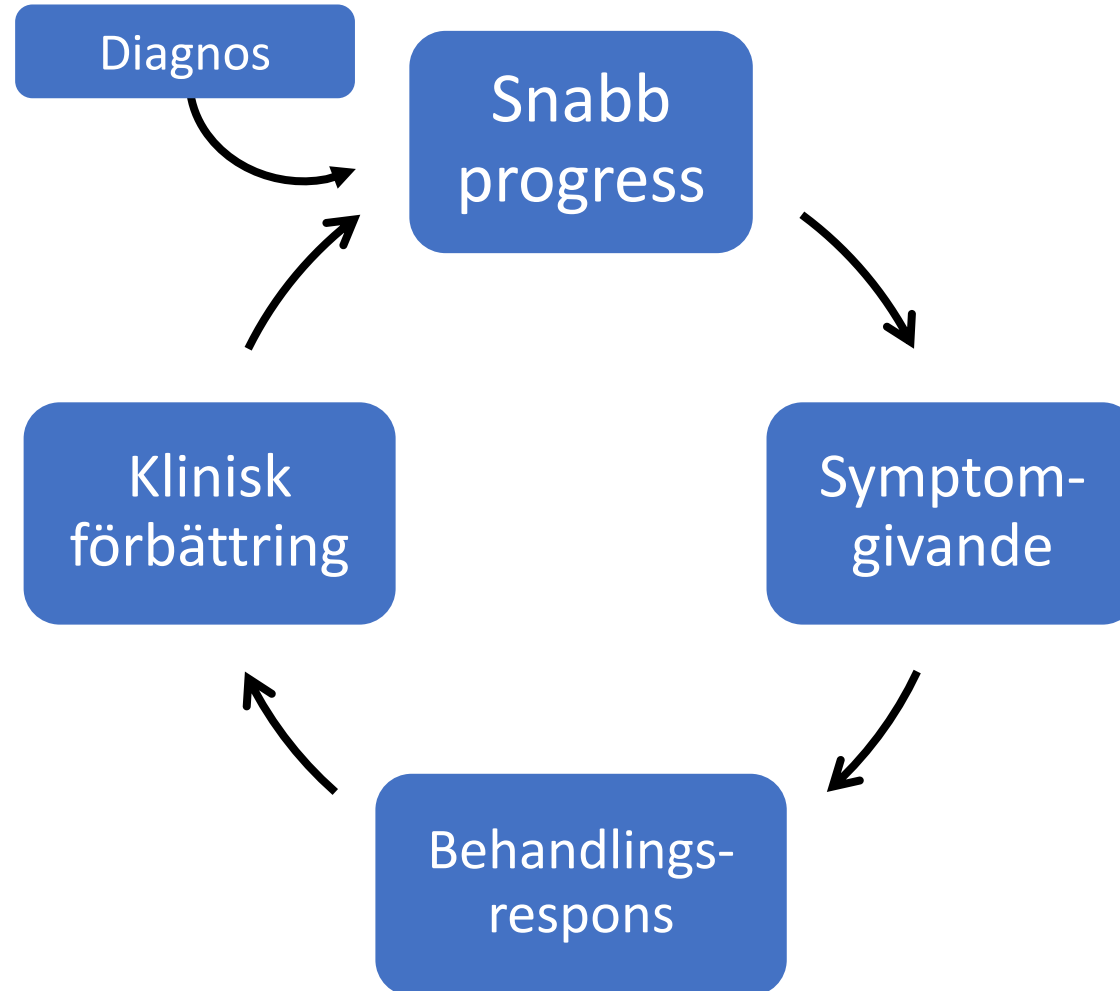 Diagnos
Snabb
progress
Symptom-
givande
Behandlings-
respons
Klinisk
förbättring